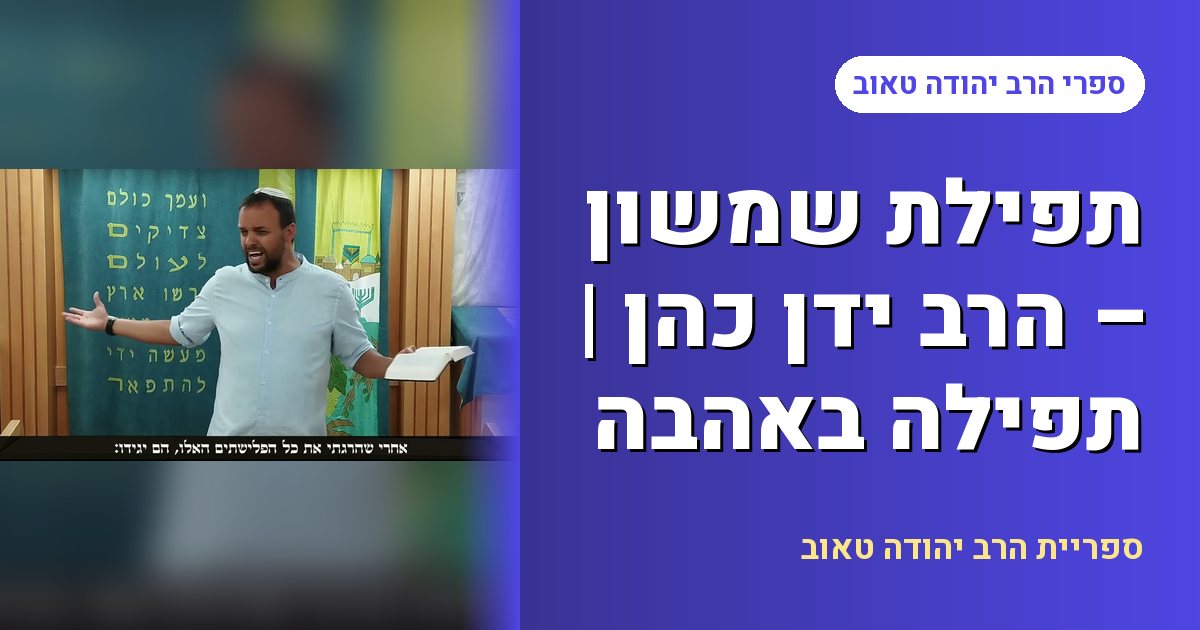 ספרי הרב יהודה טאוב
תפילת שמשון
– הרב ידן כהן |
תפילה באהבה
ספריית הרב יהודה טאוב
ועמך כולם
צדיקים
לעולם
ירשו ארץ
מעשה ידי
להתפאר
אחרי שהרגתי את כל הפלישתים האלו, הם יגידו: